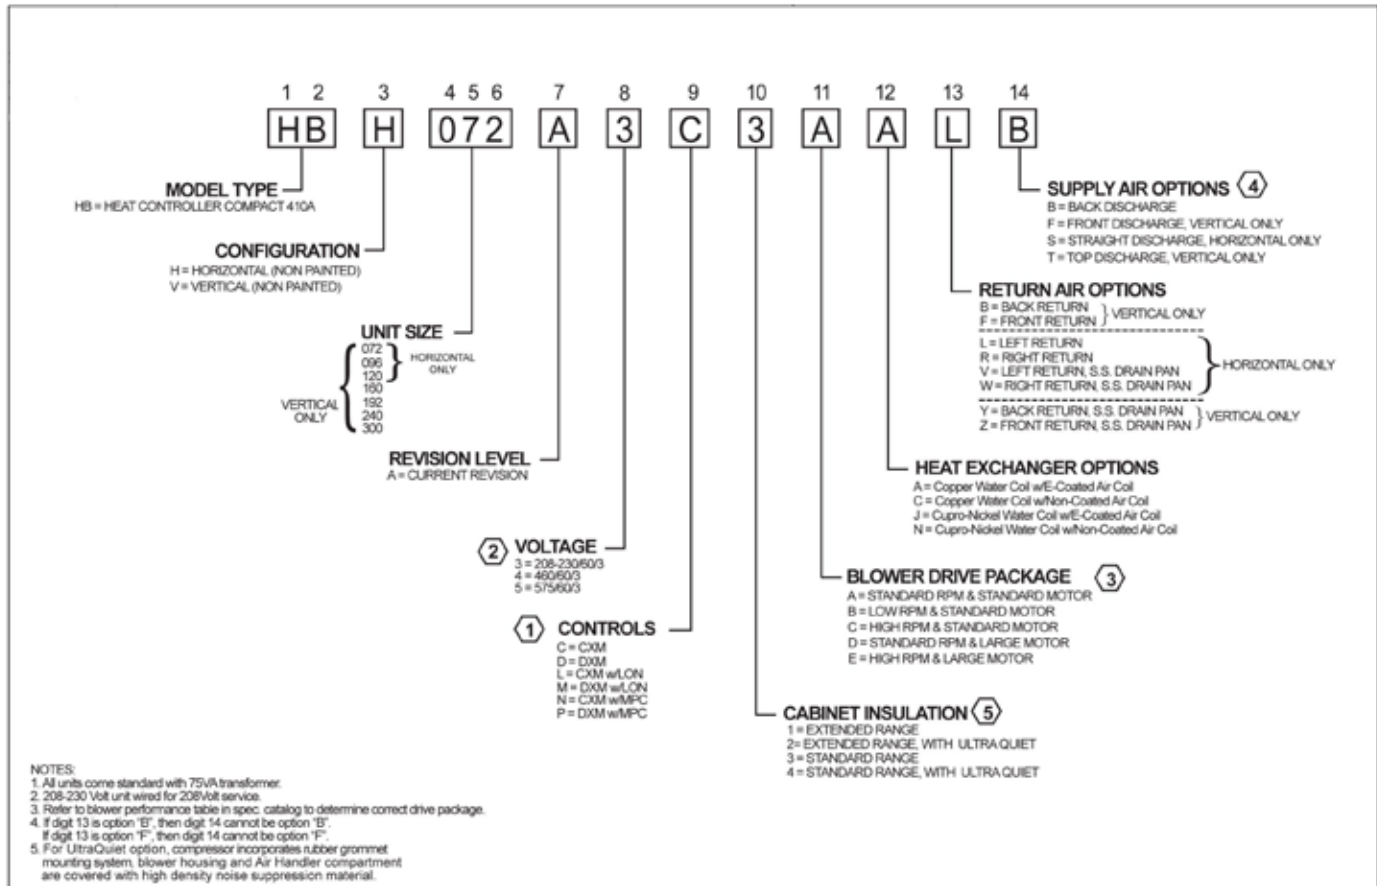 1 2 3 4 5 6 7 8 9 10 11 12 13 14
HB H 072 A 3 C 3 A A L B
MODEL TYPE
HB = HEAT CONTROLLER COMPACT 410A
CONFIGURATION
H = HORIZONTAL (NON PAINTED)
V = VERTICAL (NON PAINTED)
UNIT SIZE
072
096
120
160
192
240
300
HORIZONTAL
ONLY
VERTICAL
ONLY
REVISION LEVEL
A = CURRENT REVISION
2 VOLTAGE
3 = 208-230/60/3
4 = 460/60/3
5 = 575/60/3
1 CONTROLS
C = CXM
D = DXM
L = CXM w/LON
M = DXM w/LON
N = CXM w/MPC
P = DXM w/MPC
SUPPLY AIR OPTIONS 4
B = BACK DISCHARGE
F = FRONT DISCHARGE, VERTICAL ONLY
S = STRAIGHT DISCHARGE, HORIZONTAL ONLY
T = TOP DISCHARGE, VERTICAL ONLY
RETURN AIR OPTIONS
B = BACK RETURN
F = FRONT RETURN
VERTICAL ONLY
L = LEFT RETURN
R = RIGHT RETURN
V = LEFT RETURN, S.S. DRAIN PAN
W = RIGHT RETURN, S.S. DRAIN PAN
HORIZONTAL ONLY
Y = BACK RETURN, S.S. DRAIN PAN
Z = FRONT RETURN, S.S. DRAIN PAN
VERTICAL ONLY
HEAT EXCHANGER OPTIONS
A = Copper Water Coil w/E-Coated Air Coil
C = Copper Water Coil w/Non-Coated Air Coil
J = Cupro-Nickel Water Coil w/E-Coated Air Coil
N = Cupro-Nickel Water Coil w/Non-Coated Air Coil
BLOWER DRIVE PACKAGE 3
A = STANDARD RPM & STANDARD MOTOR
B = LOW RPM & STANDARD MOTOR
C = HIGH RPM & STANDARD MOTOR
D = STANDARD RPM & LARGE MOTOR
E = HIGH RPM & LARGE MOTOR
CABINET INSULATION 5
1 = EXTENDED RANGE
2= EXTENDED RANGE, WITH ULTRA QUIET
3 = STANDARD RANGE
4 = STANDARD RANGE, WITH ULTRA QUIET
NOTES:
1. All units come standard with 75VA transformer.
2. 208-230 Volt unit wired for 208Volt service.
3. Refer to blower performance table in spec. catalog to determine correct drive package.
4. If digit 13 is option "B", then digit 14 cannot be option "B".
If digit 13 is option "F", then digit 14 cannot be option "F".
5. For UltraQuiet option, compressor incorporates rubber grommet
mounting system, blower housing and Air Handler compartment
are covered with high density noise suppression material.